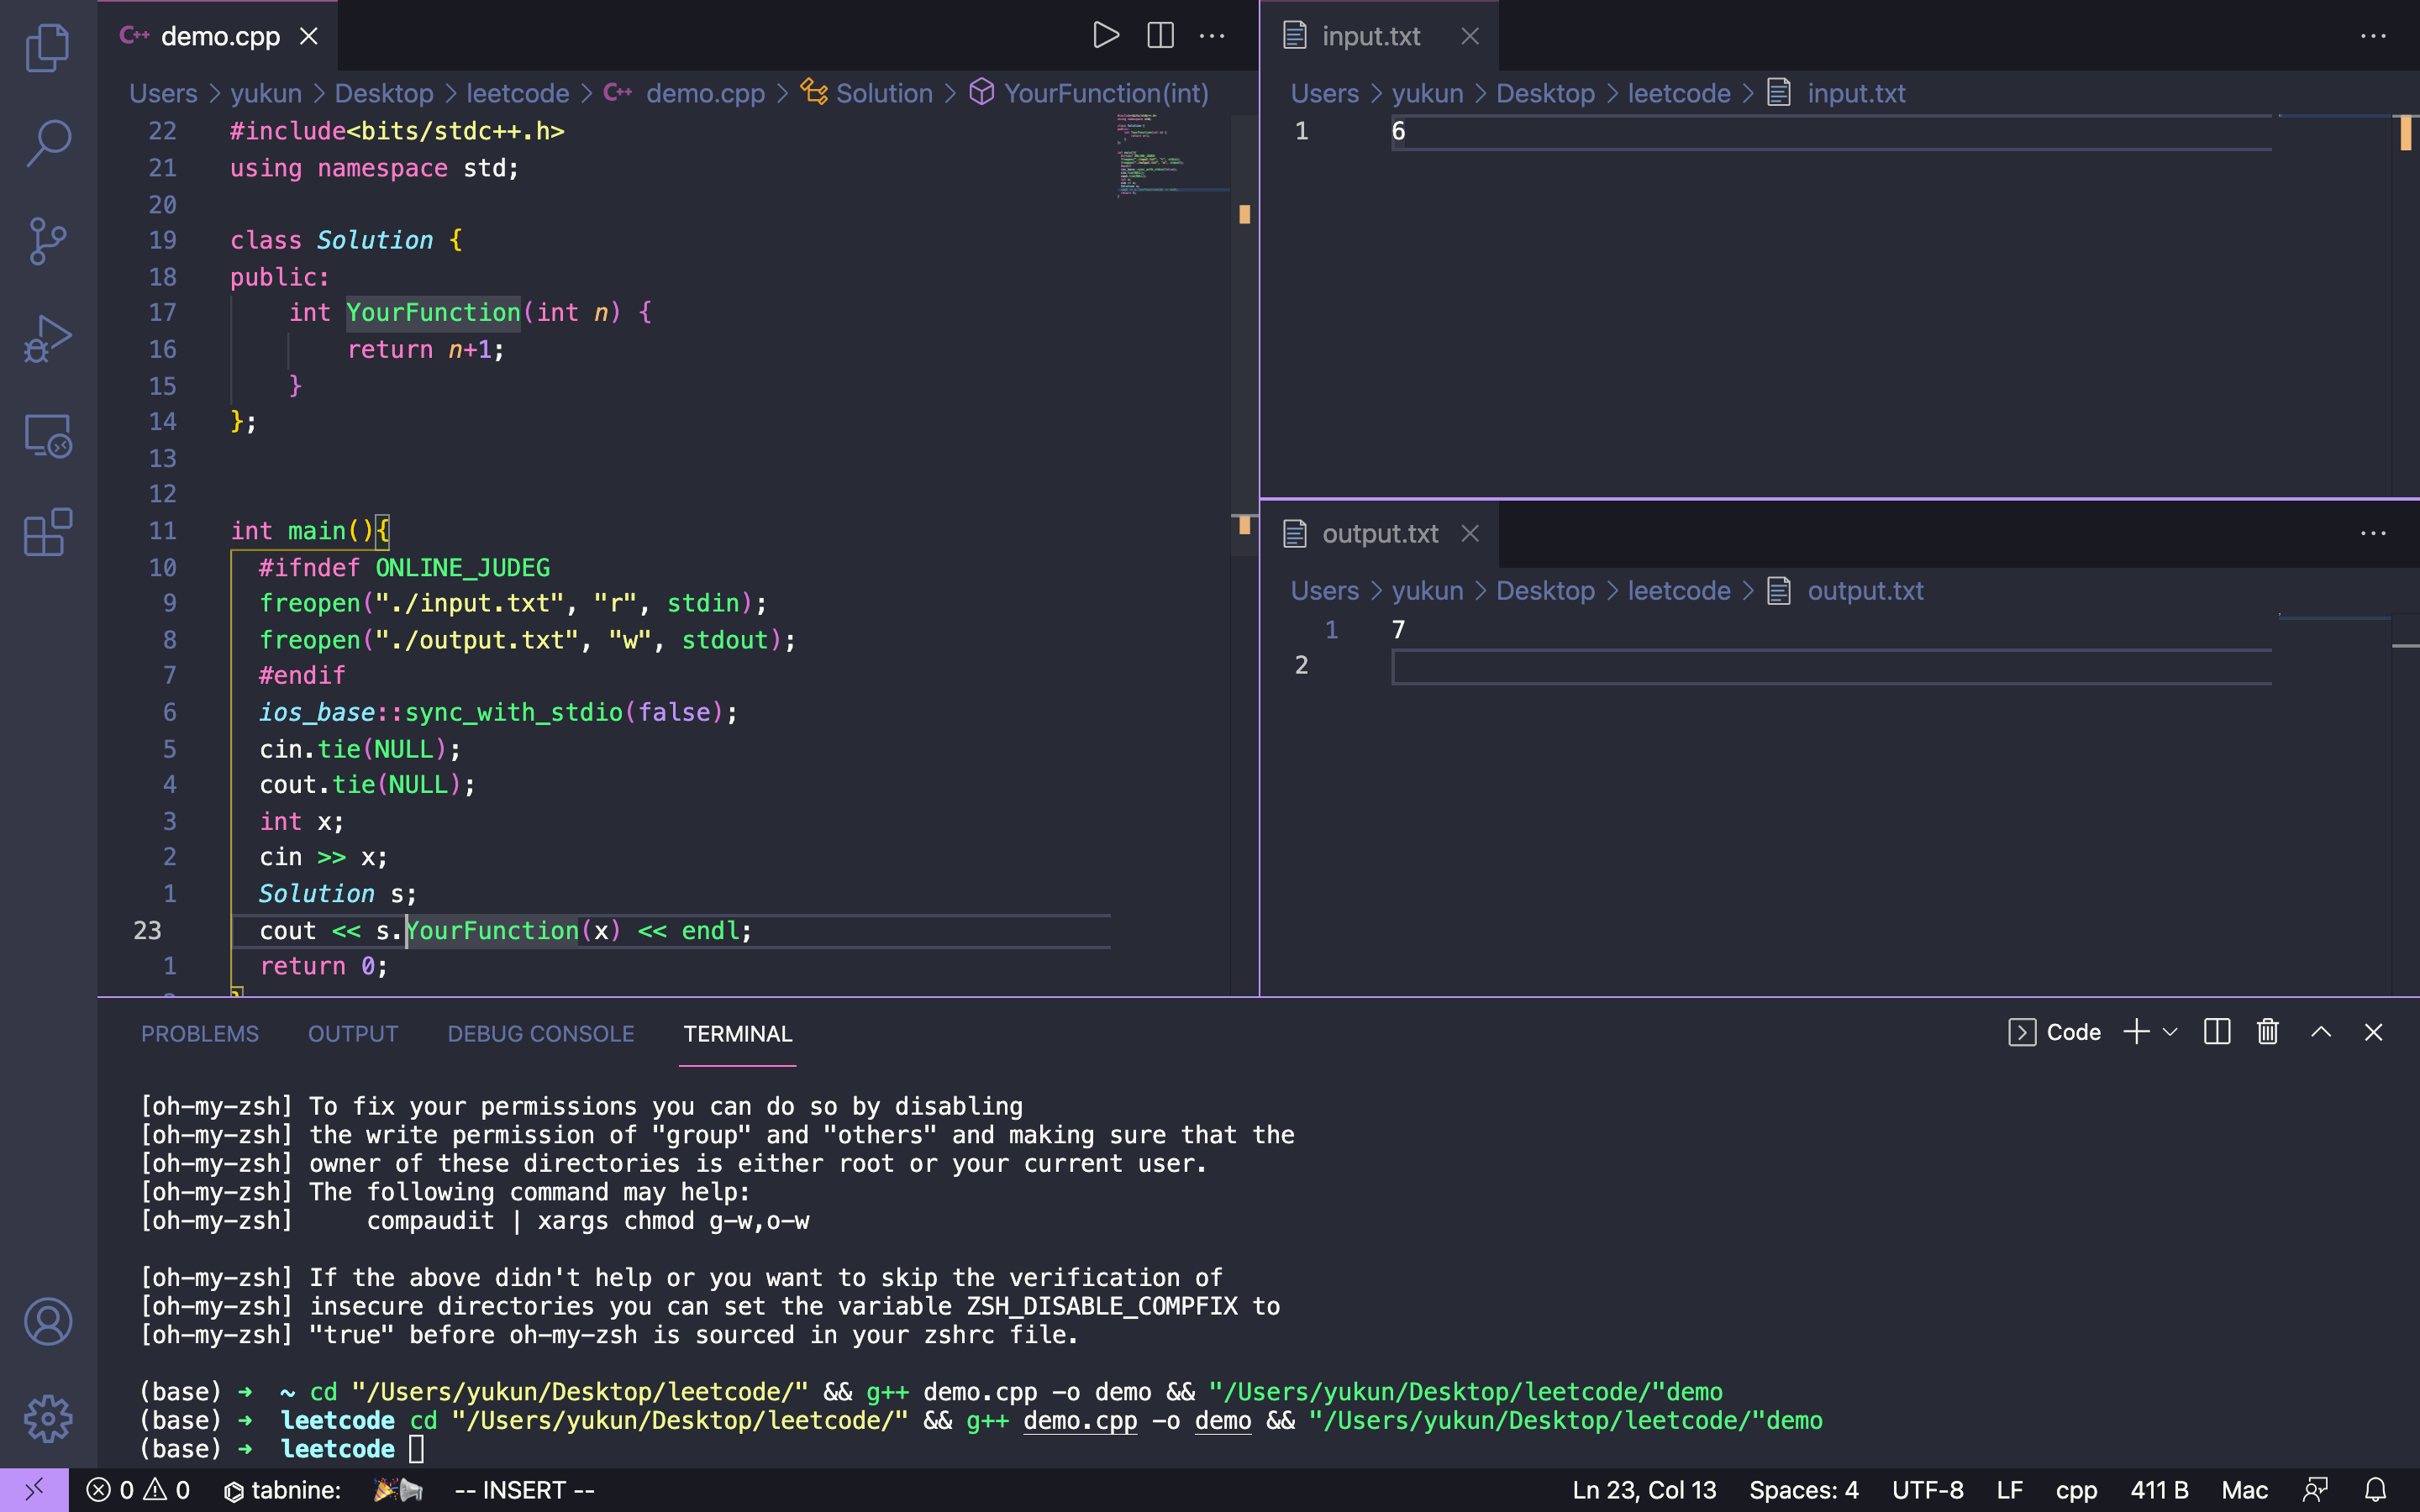 C++ demo.cpp
Users > yukun > Desktop > leetcode > C++ demo.cpp > Solution > YourFunction(int)
22 #include<bits/stdc++.h>
21 using namespace std;
20
19 class Solution {
18 public:
17 int YourFunction(int n) {
16 return n+1;
15 }
14 };
13
12
11 int main(){
10 #ifndef ONLINE_JUDEG
9 freopen("./input.txt", "r", stdin);
8 freopen("./output.txt", "w", stdout);
7 #endif
6 ios_base::sync_with_stdio(false);
5 cin.tie(NULL);
4 cout.tie(NULL);
3 int x;
2 cin >> x;
1 Solution s;
23 cout << s.YourFunction(x) << endl;
1 return 0;
}
input.txt
Users > yukun > Desktop > leetcode > input.txt
1 6
output.txt
Users > yukun > Desktop > leetcode > output.txt
1 7
2
PROBLEMS OUTPUT DEBUG CONSOLE TERMINAL Code
[oh-my-zsh] To fix your permissions you can do so by disabling
[oh-my-zsh] the write permission of "group" and "others" and making sure that the
[oh-my-zsh] owner of these directories is either root or your current user.
[oh-my-zsh] The following command may help:
[oh-my-zsh] compaudit | xargs chmod g-w,o-w
[oh-my-zsh] If the above didn't help or you want to skip the verification of
[oh-my-zsh] insecure directories you can set the variable ZSH_DISABLE_COMPFIX to
[oh-my-zsh] "true" before oh-my-zsh is sourced in your zshrc file.
(base) → ~ cd "/Users/yukun/Desktop/leetcode/" && g++ demo.cpp -o demo && "/Users/yukun/Desktop/leetcode/"demo
(base) → leetcode cd "/Users/yukun/Desktop/leetcode/" && g++ demo.cpp -o demo && "/Users/yukun/Desktop/leetcode/"demo
(base) → leetcode
0 0 tabnine: -- INSERT -- Ln 23, Col 13 Spaces: 4 UTF-8 LF cpp 411 B Mac